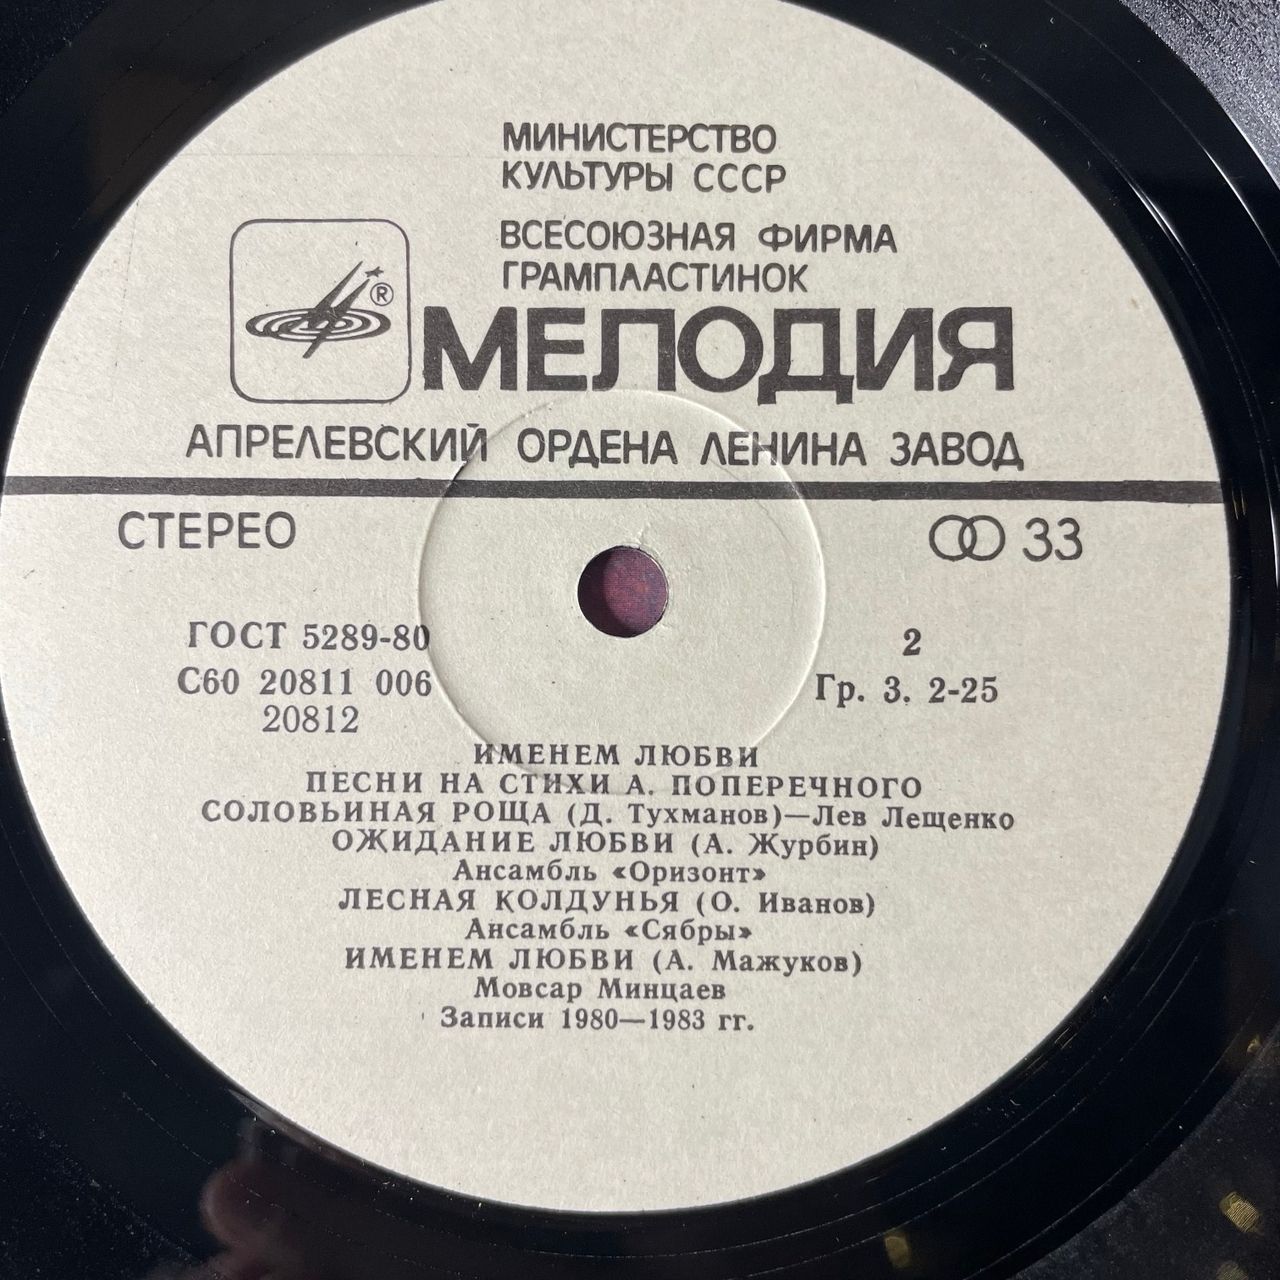 МИНИСТЕРСТВО
КУЛЬТУРЫ СССР
ВСЕСОЮЗНАЯ ФИРМА
ГРАМПЛАСТИНОК
®
МЕЛОДИЯ
АПРЕЛЕВСКИЙ ОРДЕНА ЛЕНИНА ЗАВОД
СТЕРЕО
33
ГОСТ 5289-80
2
С60 20811 006
Гр. 3. 2-25
20812
ИМЕНЕМ ЛЮБВИ
ПЕСНИ НА СТИХИ А. ПОПЕРЕЧНОГО
СОЛОВЬИНАЯ РОЩА (Д. Тухманов)—Лев Лещенко
ОЖИДАНИЕ ЛЮБВИ (А. Журбин)
Ансамбль «Оризонт»
ЛЕСНАЯ КОЛДУНЬЯ (О. Иванов)
Ансамбль «Сябры»
ИМЕНЕМ ЛЮБВИ (А. Мажуков)
Мовсар Минцаев
Записи 1980—1983 гг.